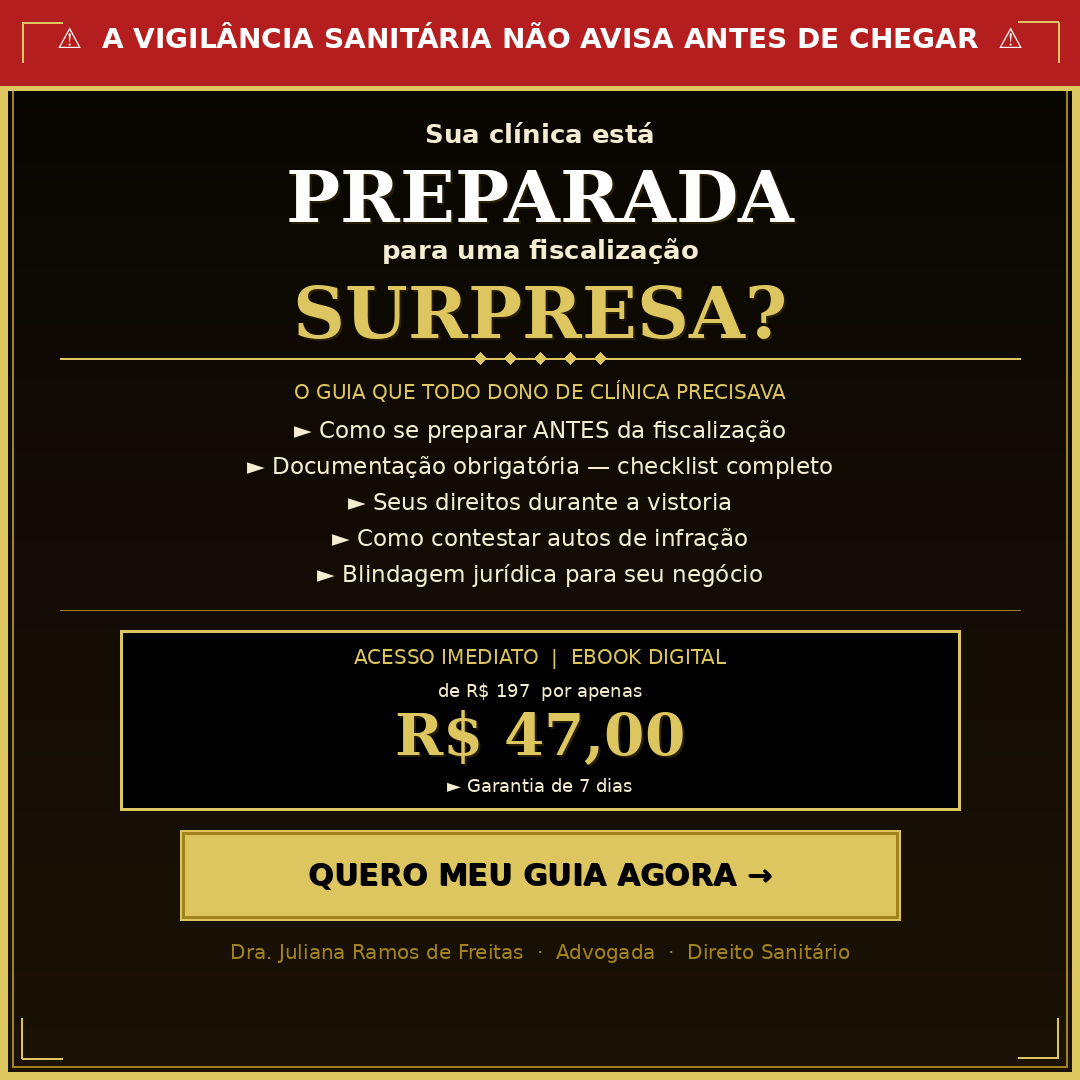 ⚠ A VIGILÂNCIA SANITÁRIA NÃO AVISA ANTES DE CHEGAR ⚠
Sua clínica está
PREPARADA
para uma fiscalização
SURPRESA?
O GUIA QUE TODO DONO DE CLÍNICA PRECISAVA
► Como se preparar ANTES da fiscalização
► Documentação obrigatória — checklist completo
► Seus direitos durante a vistoria
► Como contestar autos de infração
► Blindagem jurídica para seu negócio
ACESSO IMEDIATO | EBOOK DIGITAL
de R$ 197 por apenas
R$ 47,00
► Garantia de 7 dias
QUERO MEU GUIA AGORA →
Dra. Juliana Ramos de Freitas · Advogada · Direito Sanitário